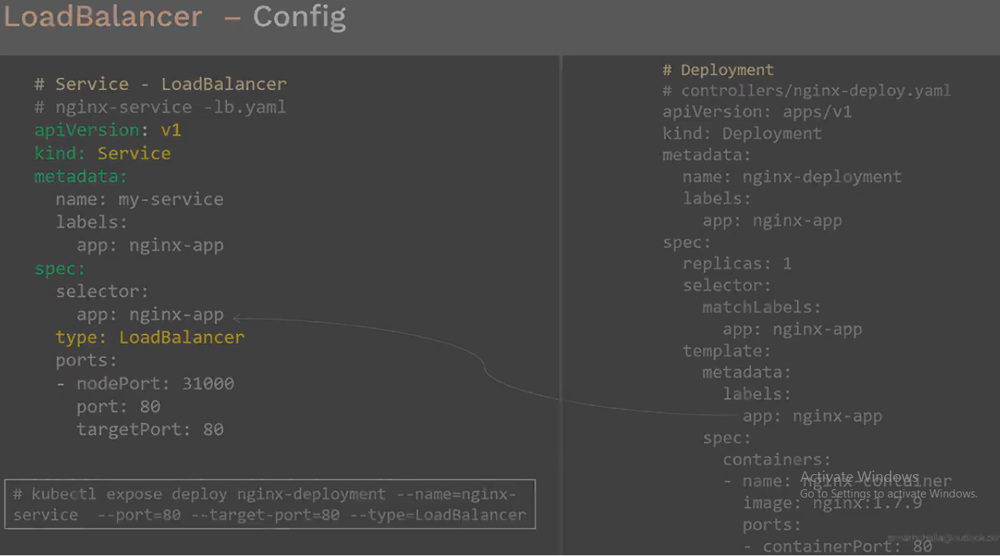 LoadBalancer – Config
# Service - LoadBalancer
# nginx-service -lb.yaml
apiVersion: v1
kind: Service
metadata:
  name: my-service
  labels:
    app: nginx-app
spec:
  selector:
    app: nginx-app
  type: LoadBalancer
  ports:
  - nodePort: 31000
    port: 80
    targetPort: 80
# kubectl expose deploy nginx-deployment --name=nginx-
service  --port=80 --target-port=80 --type=LoadBalancer
# Deployment
# controllers/nginx-deploy.yaml
apiVersion: apps/v1
kind: Deployment
metadata:
  name: nginx-deployment
  labels:
    app: nginx-app
spec:
  replicas: 1
  selector:
    matchLabels:
      app: nginx-app
  template:
    metadata:
      labels:
        app: nginx-app
    spec:
      containers:
      - name: nginx-container
        image: nginx:1.7.9
        ports:
        - containerPort: 80
Activate Windows
Go to Settings to activate Windows.